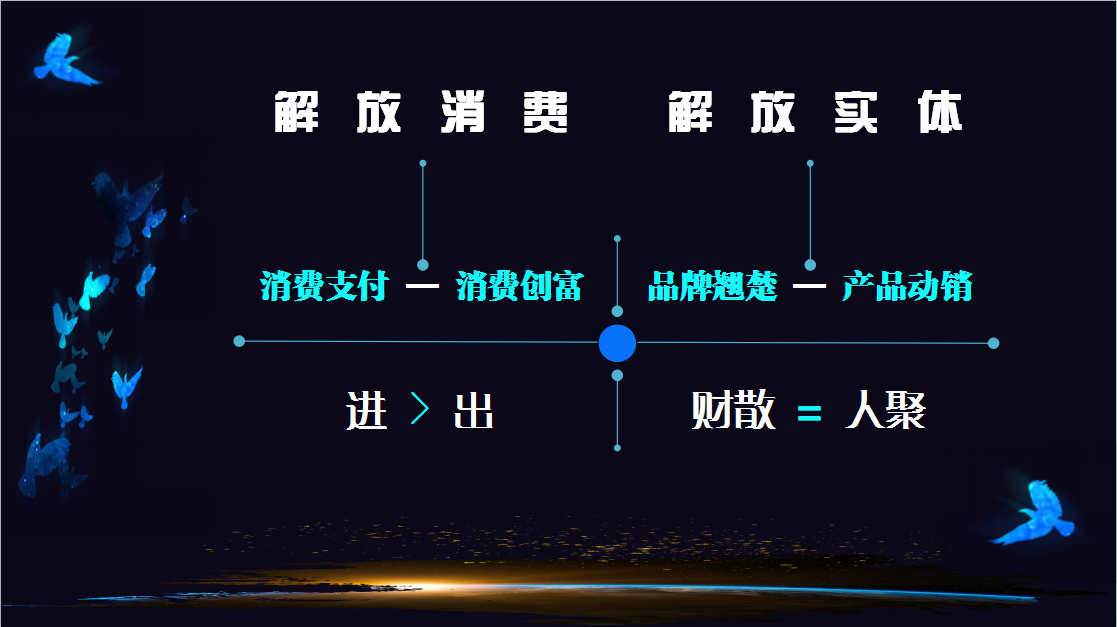 解放消费 解放实体
消费支付 — 消费创富 品牌翘楚 — 产品动销
进 > 出 财散 = 人聚